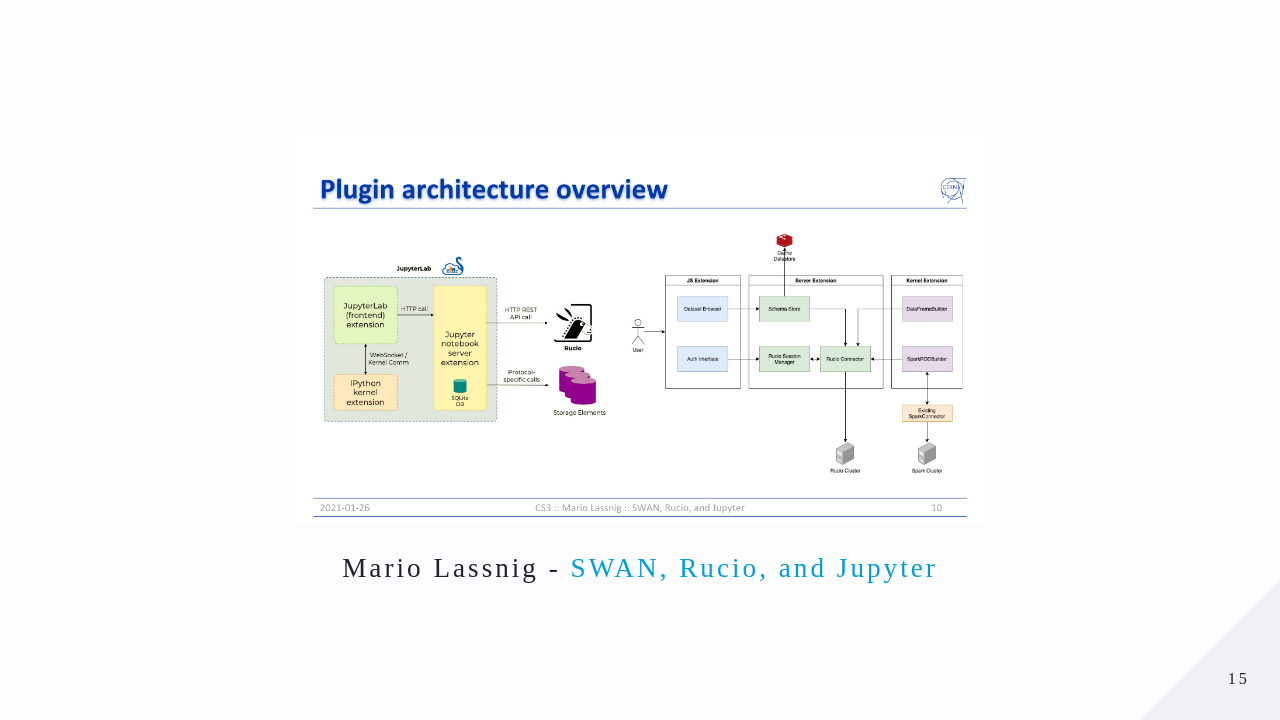 Plugin architecture overview
CERN
JupyterLab
JupyterLab
(frontend)
extension
HTTP call
WebSocket /
Kernel Comm.
IPython
kernel
extension
Jupyter
notebook
server
extension
SQLite
DB
HTTP REST
API call
Rucio
Protocol-
specific calls
Storage Elements
User
Cache
Datastore
JS Extension
Dataset Browser
Auth Interface
Server Extension
Schema Store
Rucio Session
Manager
Rucio Connector
Kernel Extension
DataFrameBuilder
SparkRDDBuilder
Existing
SparkConnector
Rucio Cluster
Spark Cluster
2021-01-26
CS3 :: Mario Lassnig :: SWAN, Rucio, and Jupyter
10
Mario Lassnig - SWAN, Rucio, and Jupyter
15